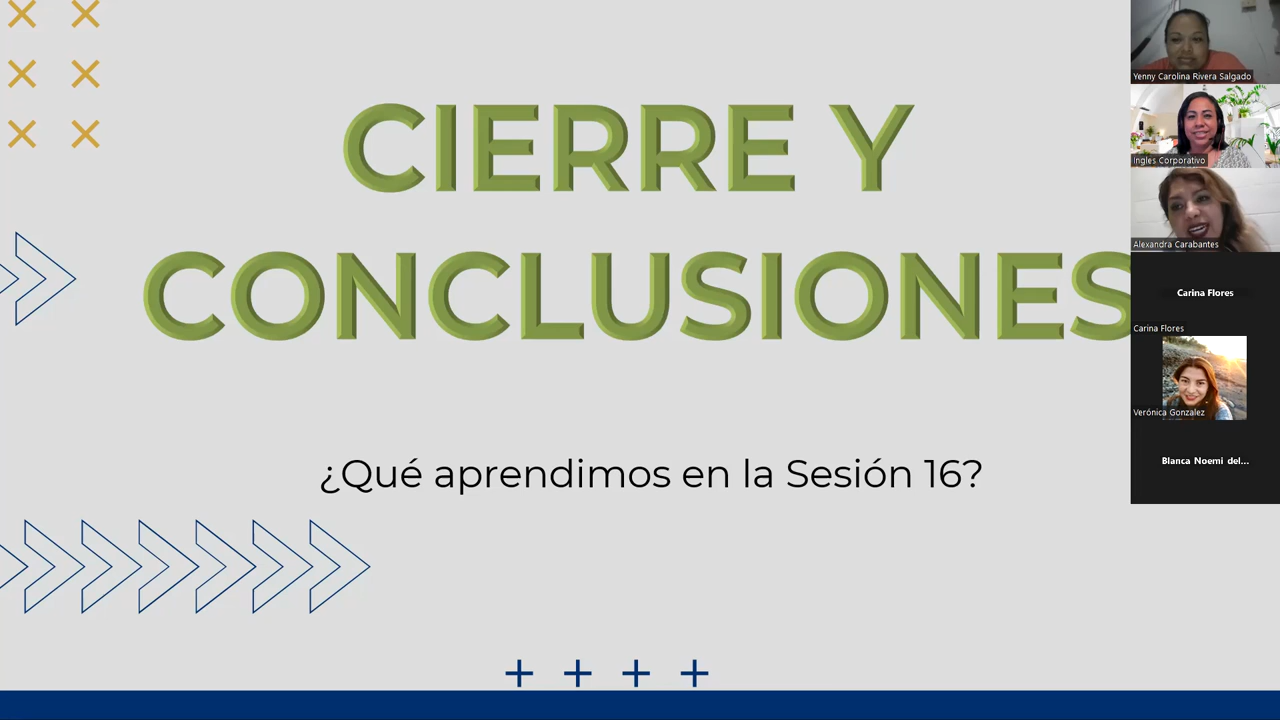 CIERRE Y
CONCLUSIONES
¿Qué aprendimos en la Sesión 16?
Yenny Carolina Rivera Salgado
Ingles Corporativo
Alexandra Carabantes
Carina Flores
Carina Flores
Verónica Gonzalez
Blanca Noemi del...